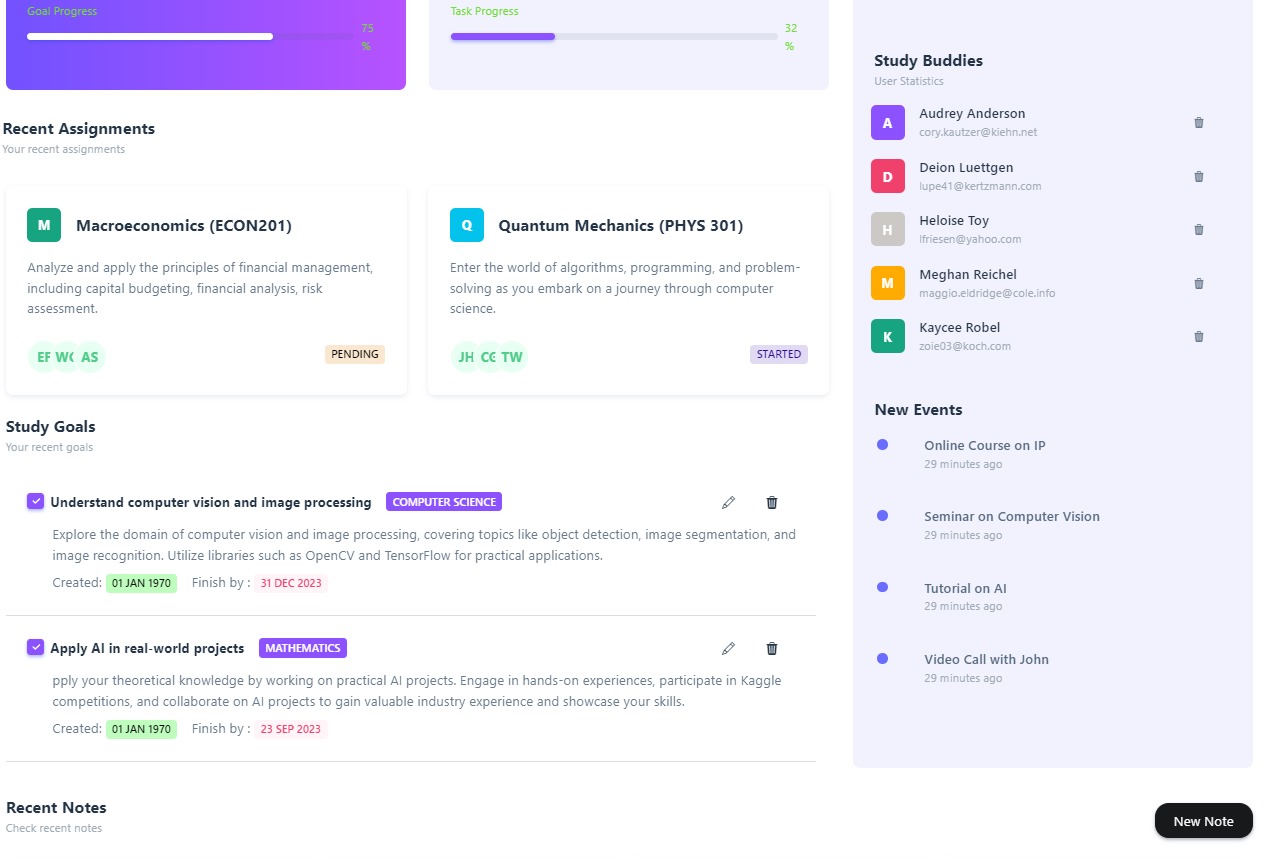 Goal Progress
75
%
Task Progress
32
%
Recent Assignments
Your recent assignments
M
Macroeconomics (ECON201)
Analyze and apply the principles of financial management,
including capital budgeting, financial analysis, risk
assessment.
AS
PENDING
Q
Quantum Mechanics (PHYS 301)
Enter the world of algorithms, programming, and problem-
solving as you embark on a journey through computer
science.
JH
TW
STARTED
Study Goals
Your recent goals
Understand computer vision and image processing
COMPUTER SCIENCE
Explore the domain of computer vision and image processing, covering topics like object detection, image segmentation, and
image recognition. Utilize libraries such as OpenCV and TensorFlow for practical applications.
Created: 01 JAN 1970 Finish by : 31 DEC 2023
Apply AI in real-world projects
MATHEMATICS
pply your theoretical knowledge by working on practical AI projects. Engage in hands-on experiences, participate in Kaggle
competitions, and collaborate on AI projects to gain valuable industry experience and showcase your skills.
Created: 01 JAN 1970 Finish by : 23 SEP 2023
Recent Notes
Check recent notes
Study Buddies
User Statistics
A
Audrey Anderson
cory.kautzer@kiehn.net
D
Deion Luettgen
lupe41@kertzmann.com
H
Heloise Toy
lfriesen@yahoo.com
M
Meghan Reichel
maggio.eldridge@cole.info
K
Kaycee Robel
zoie03@koch.com
New Events
Online Course on IP
29 minutes ago
Seminar on Computer Vision
29 minutes ago
Tutorial on AI
29 minutes ago
Video Call with John
29 minutes ago
New Note